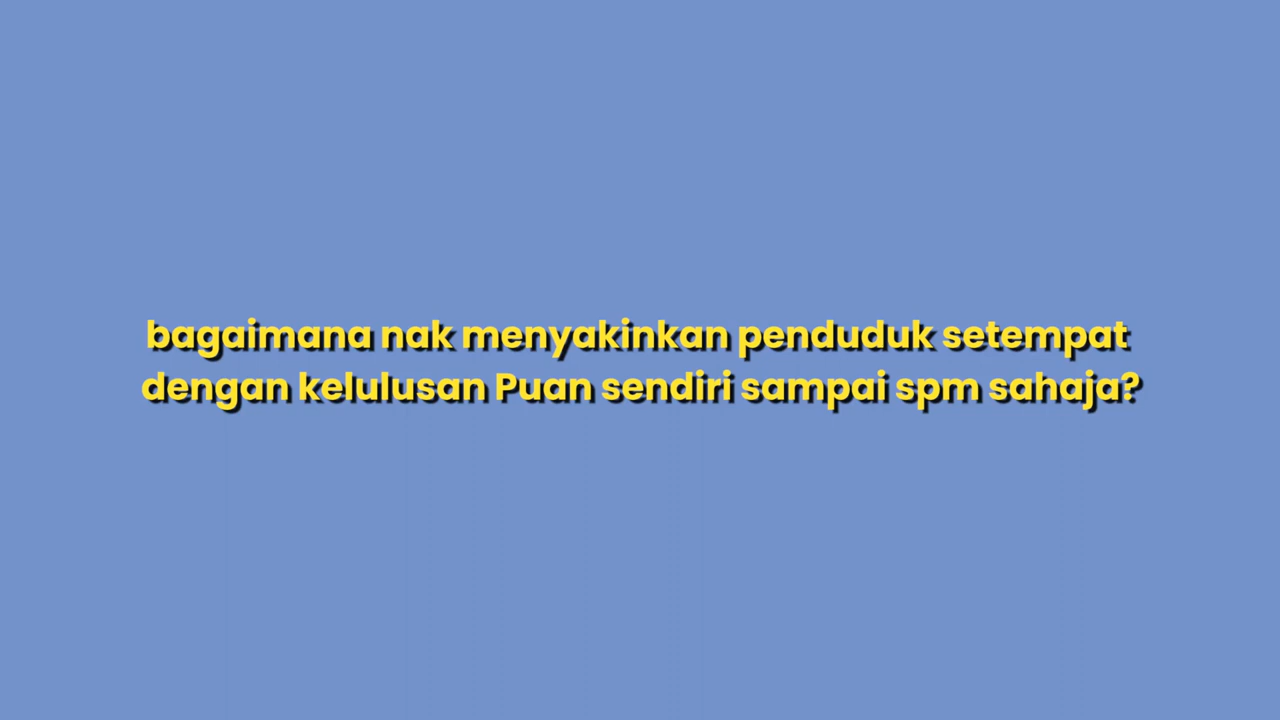 bagaimana nak menyakinkan penduduk setempat
dengan kelulusan Puan sendiri sampai spm sahaja?